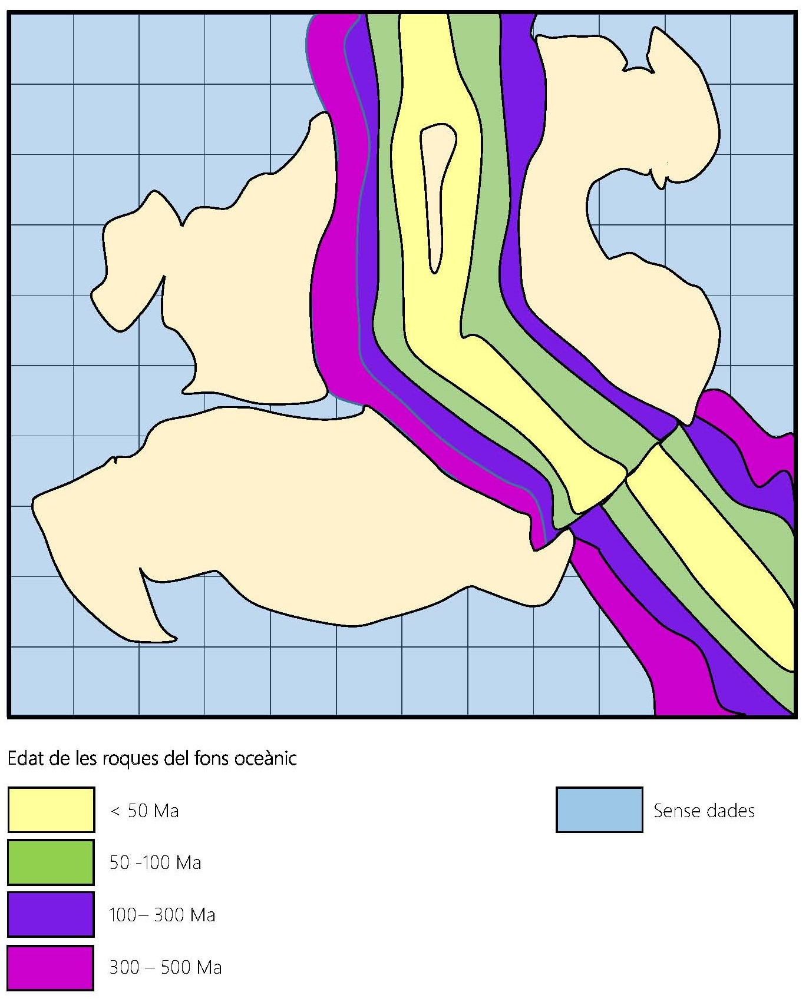 Edat de les roques del fons oceànic
< 50 Ma
Sense dades
50 -100 Ma
100– 300 Ma
300 – 500 Ma